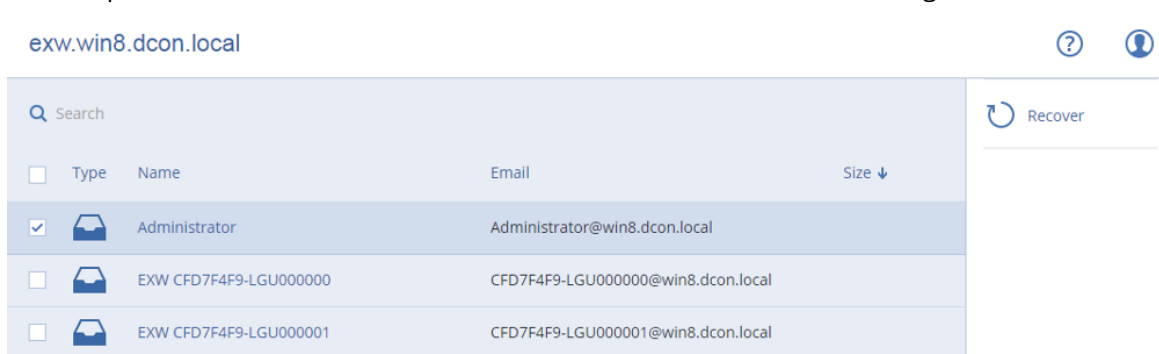 exw.win8.dcon.local
Search
Recover
Type Name Email Size
Administrator Administrator@win8.dcon.local
EXW CFD7F4F9-LGU000000 CFD7F4F9-LGU000000@win8.dcon.local
EXW CFD7F4F9-LGU000001 CFD7F4F9-LGU000001@win8.dcon.local